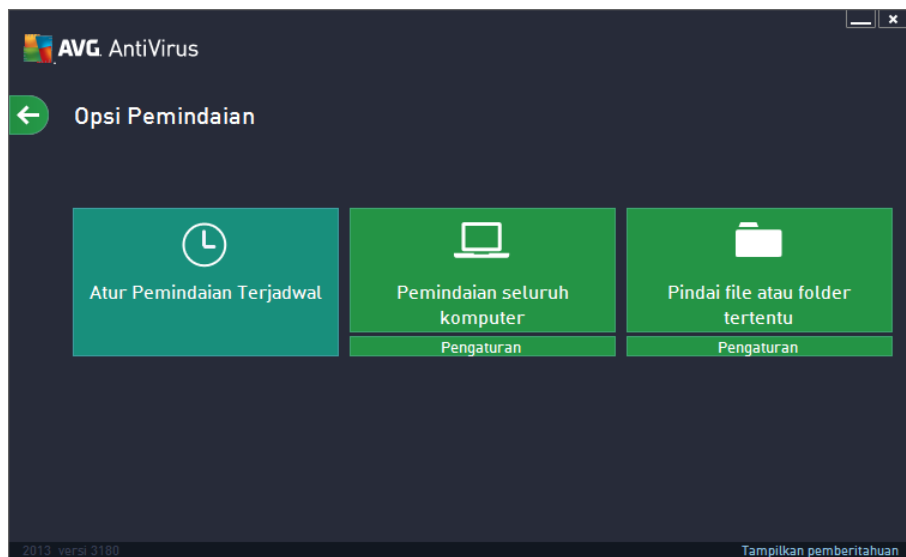 AVG. AntiVirus
Opsi Pemindaian
Atur Pemindaian Terjadwal
Pemindaian seluruh
komputer
Pengaturan
Pindai file atau folder
tertentu
Pengaturan
2013 versi 3180
Tampilkan pemberitahuan